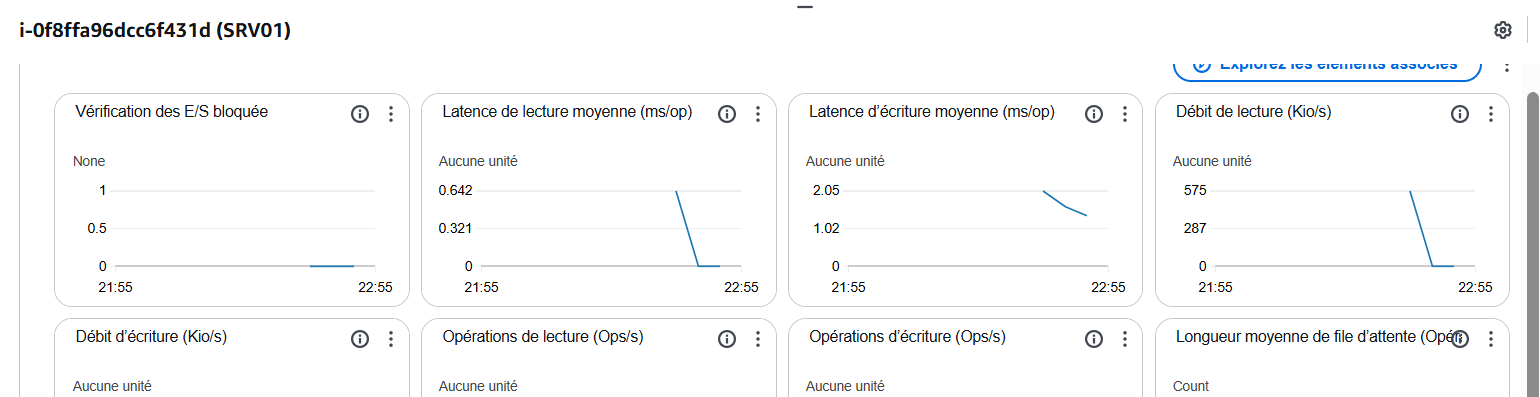 i-0f8ffa96dcc6f431d (SRV01)
Explorez les éléments associés
Vérification des E/S bloquée
None
1
0.5
0
21:55
22:55
Latence de lecture moyenne (ms/op)
Aucune unité
0.642
0.321
0
21:55
22:55
Latence d’écriture moyenne (ms/op)
Aucune unité
2.05
1.02
0
21:55
22:55
Débit de lecture (Kio/s)
Aucune unité
575
287
0
21:55
22:55
Débit d’écriture (Kio/s)
Aucune unité
Opérations de lecture (Ops/s)
Aucune unité
Opérations d’écriture (Ops/s)
Aucune unité
Longueur moyenne de file d’attente
Count